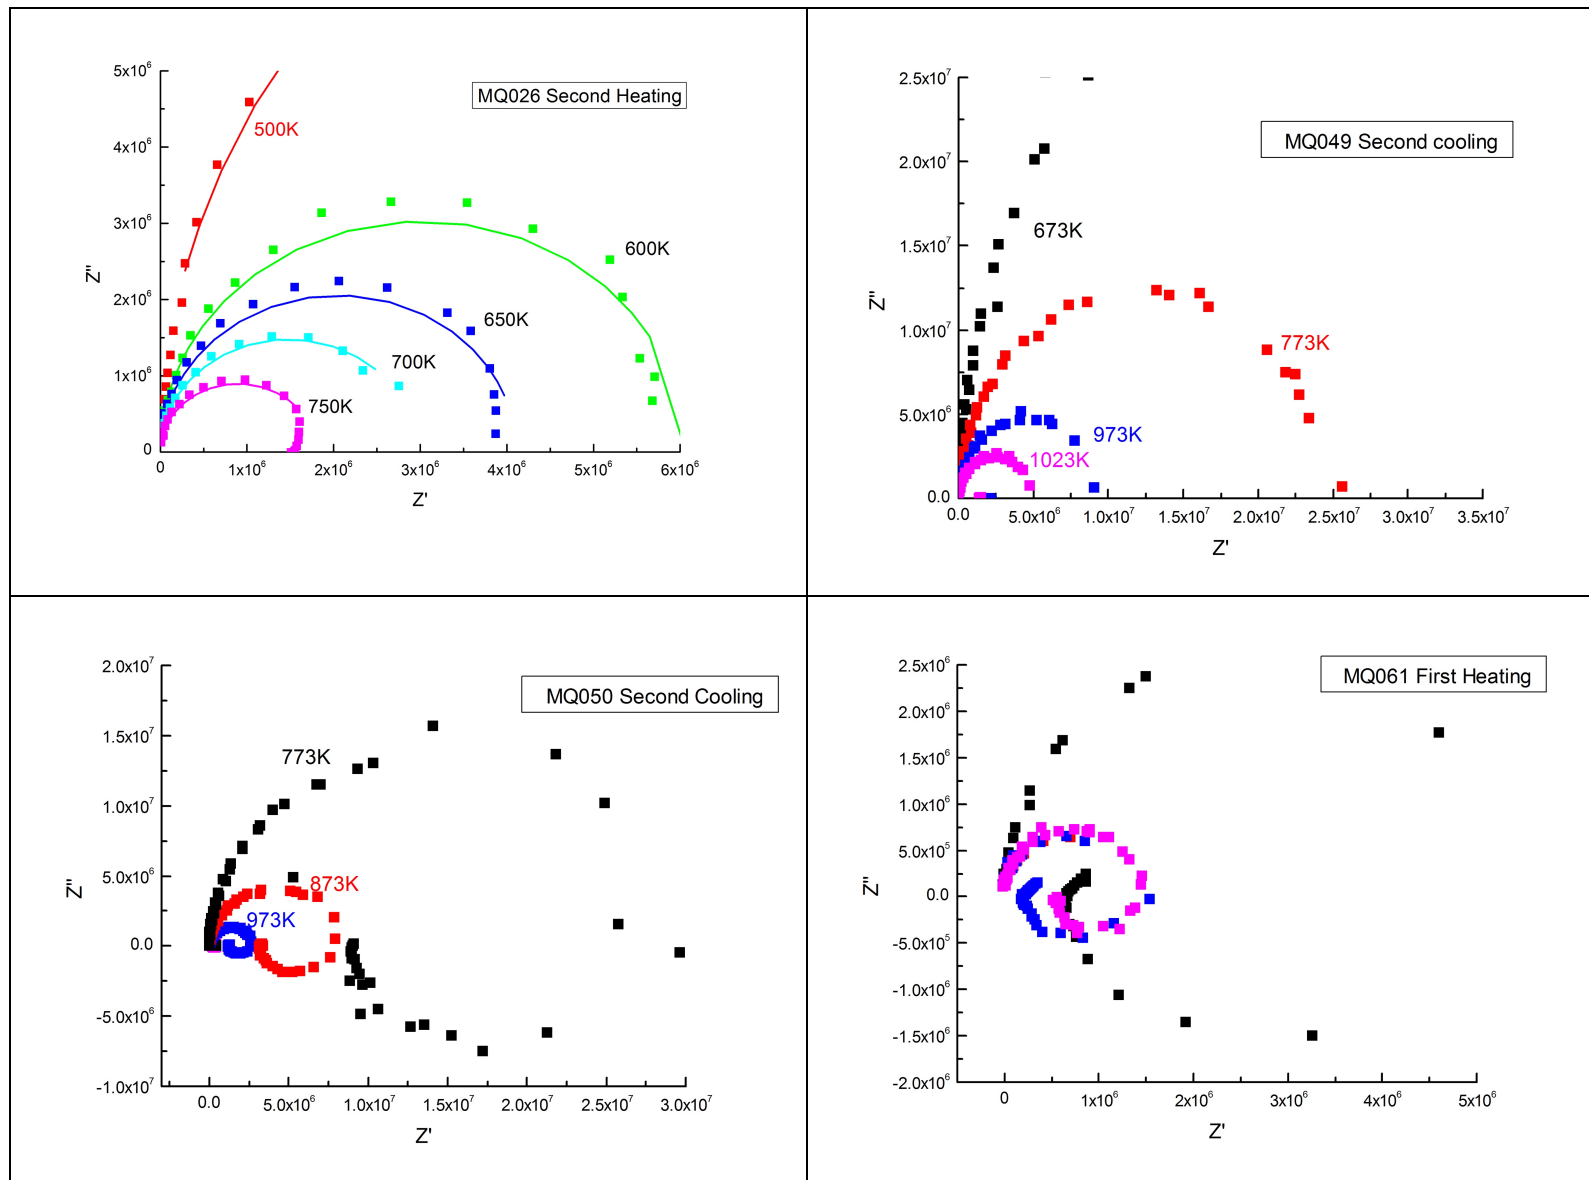 MQ026 Second Heating
5x10⁶
4x10⁶
3x10⁶
2x10⁶
1x10⁶
0
Z''
500K
600K
650K
700K
750K
0 1x10⁶ 2x10⁶ 3x10⁶ 4x10⁶ 5x10⁶ 6x10⁶
Z'
MQ049 Second cooling
2.5x10⁷
2.0x10⁷
1.5x10⁷
1.0x10⁷
5.0x10⁶
0.0
Z''
673K
773K
973K
1023K
0.0 5.0x10⁶ 1.0x10⁷ 1.5x10⁷ 2.0x10⁷ 2.5x10⁷ 3.0x10⁷ 3.5x10⁷
Z'
MQ050 Second Cooling
2.0x10⁷
1.5x10⁷
1.0x10⁷
5.0x10⁶
0.0
-5.0x10⁶
-1.0x10⁷
Z''
773K
873K
973K
0.0 5.0x10⁶ 1.0x10⁷ 1.5x10⁷ 2.0x10⁷ 2.5x10⁷ 3.0x10⁷
Z'
MQ061 First Heating
2.5x10⁶
2.0x10⁶
1.5x10⁶
1.0x10⁶
5.0x10⁵
0.0
-5.0x10⁵
-1.0x10⁶
-1.5x10⁶
-2.0x10⁶
Z''
0 1x10⁶ 2x10⁶ 3x10⁶ 4x10⁶ 5x10⁶
Z'